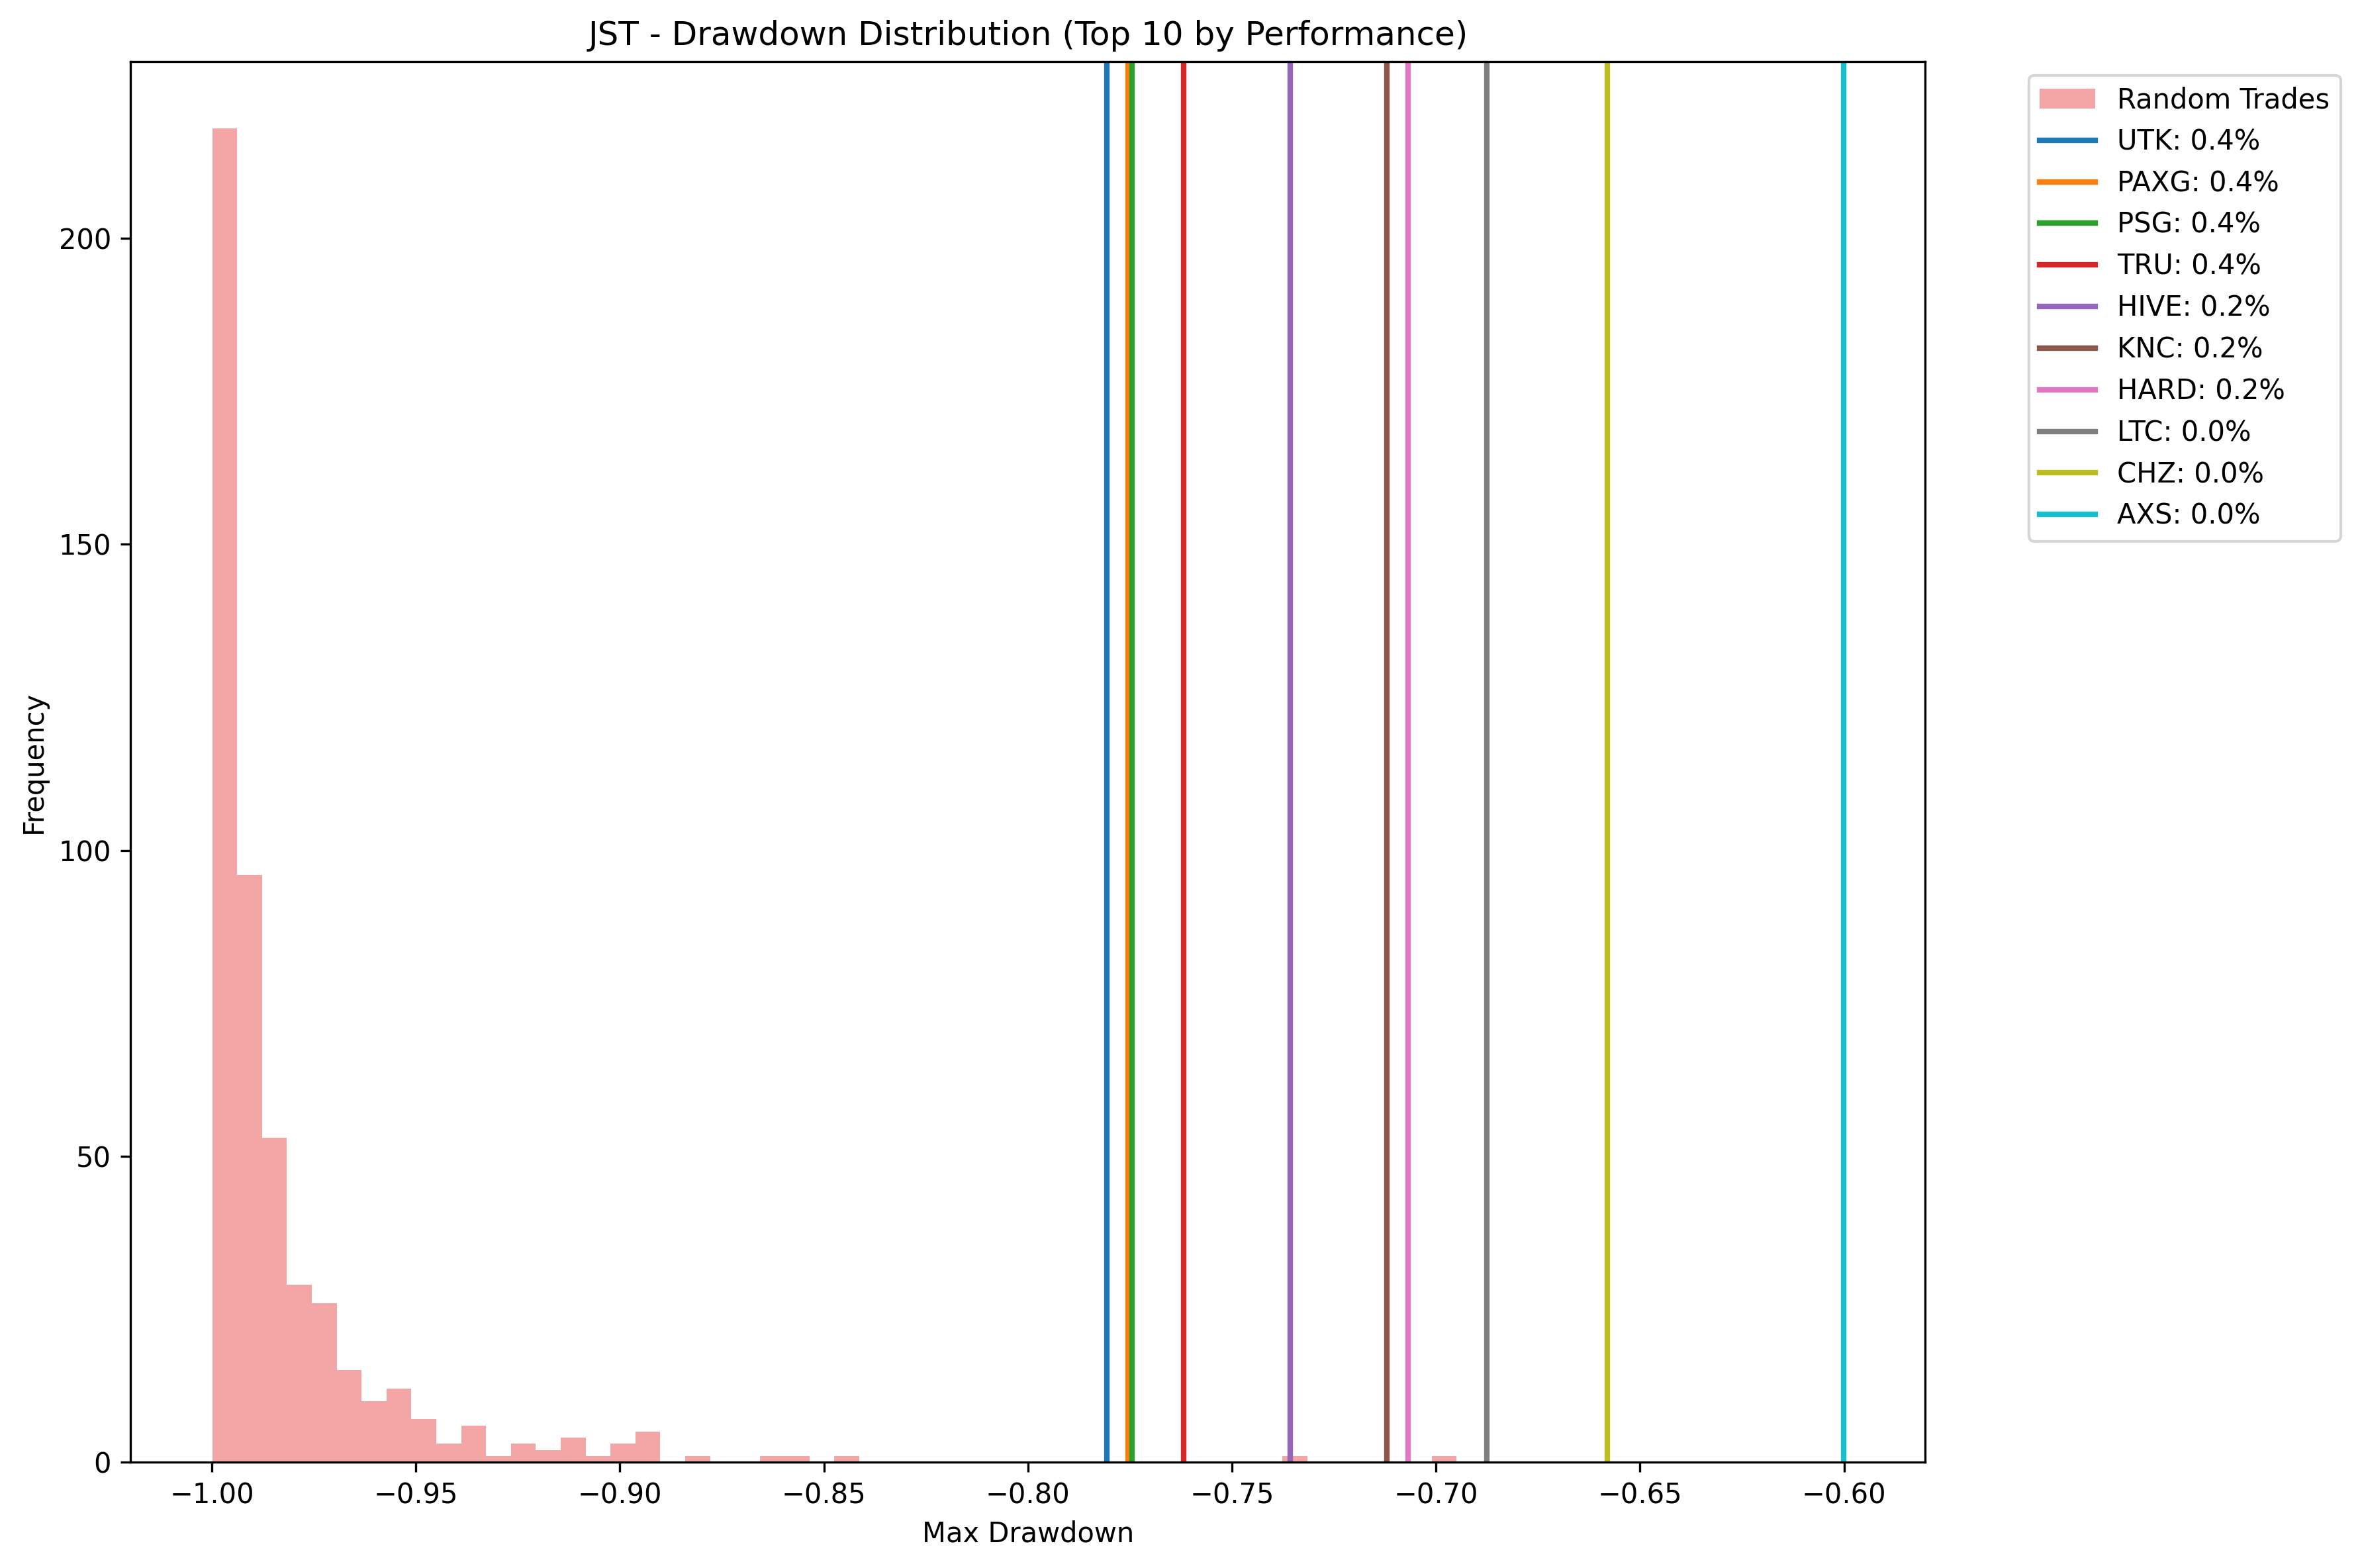 JST - Drawdown Distribution (Top 10 by Performance)
Random Trades
UTK: 0.4%
PAXG: 0.4%
PSG: 0.4%
TRU: 0.4%
HIVE: 0.2%
KNC: 0.2%
HARD: 0.2%
LTC: 0.0%
CHZ: 0.0%
AXS: 0.0%
Frequency
200
150
100
50
0
−1.00 −0.95 −0.90 −0.85 −0.80 −0.75 −0.70 −0.65 −0.60
Max Drawdown